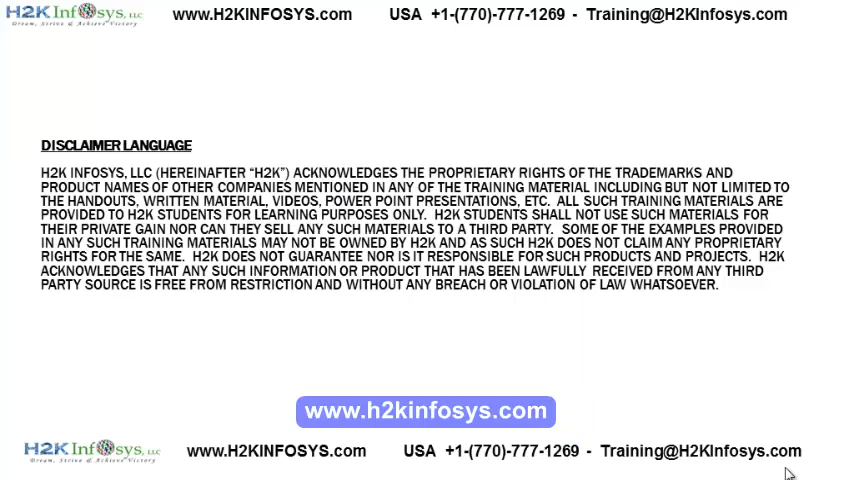 H2K InfoSys, LLC www.H2KINFOSYS.com USA +1-(770)-777-1269 - Training@H2KInfosys.com
Dream, Strive & Achieve Victory
DISCLAIMER LANGUAGE
H2K INFOSYS, LLC (HEREINAFTER “H2K”) ACKNOWLEDGES THE PROPRIETARY RIGHTS OF THE TRADEMARKS AND
PRODUCT NAMES OF OTHER COMPANIES MENTIONED IN ANY OF THE TRAINING MATERIAL INCLUDING BUT NOT LIMITED TO
THE HANDOUTS, WRITTEN MATERIAL, VIDEOS, POWER POINT PRESENTATIONS, ETC. ALL SUCH TRAINING MATERIALS ARE
PROVIDED TO H2K STUDENTS FOR LEARNING PURPOSES ONLY. H2K STUDENTS SHALL NOT USE SUCH MATERIALS FOR
THEIR PRIVATE GAIN NOR CAN THEY SELL ANY SUCH MATERIALS TO A THIRD PARTY. SOME OF THE EXAMPLES PROVIDED
IN ANY SUCH TRAINING MATERIALS MAY NOT BE OWNED BY H2K AND AS SUCH H2K DOES NOT CLAIM ANY PROPRIETARY
RIGHTS FOR THE SAME. H2K DOES NOT GUARANTEE NOR IS IT RESPONSIBLE FOR SUCH PRODUCTS AND PROJECTS. H2K
ACKNOWLEDGES THAT ANY SUCH INFORMATION OR PRODUCT THAT HAS BEEN LAWFULLY RECEIVED FROM ANY THIRD
PARTY SOURCE IS FREE FROM RESTRICTION AND WITHOUT ANY BREACH OR VIOLATION OF LAW WHATSOEVER.
www.h2kinfosys.com
H2K InfoSys, LLC www.H2KINFOSYS.com USA +1-(770)-777-1269 - Training@H2KInfosys.com
Dream, Strive & Achieve Victory